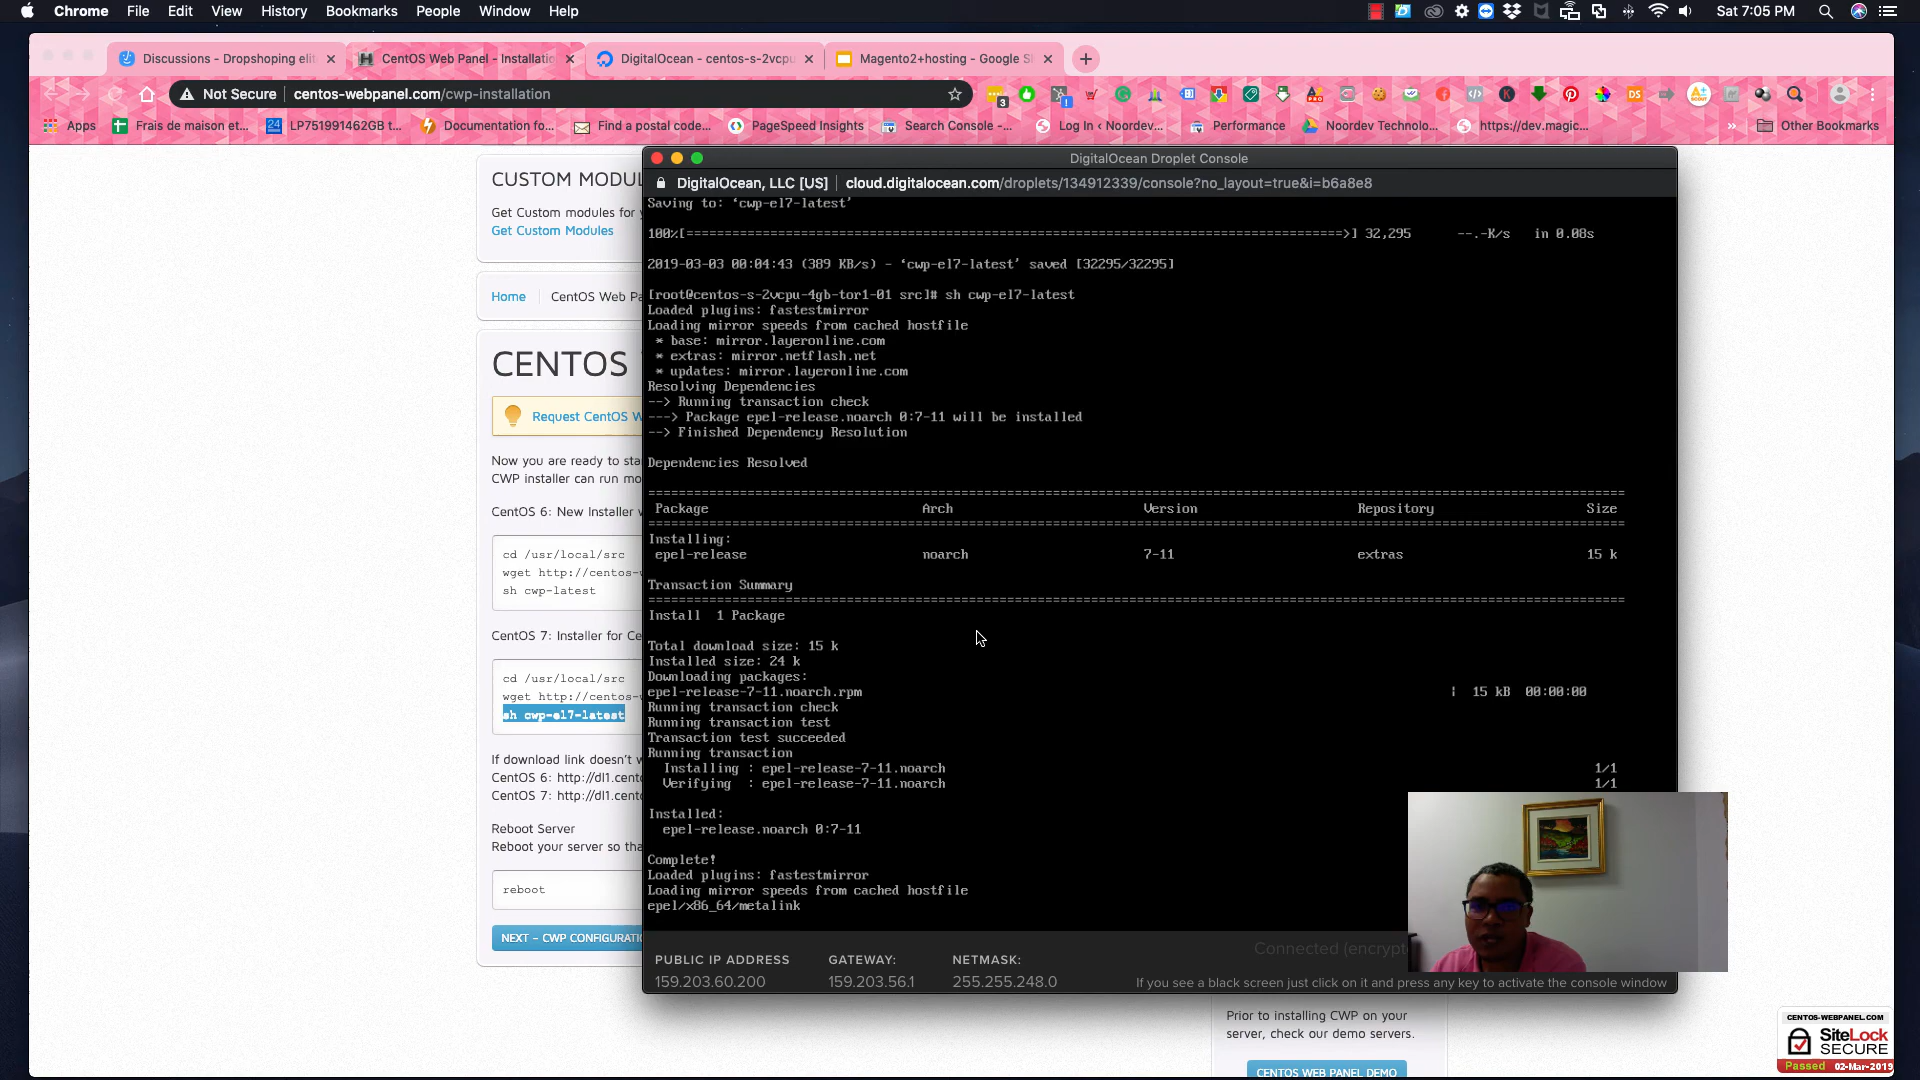 Chrome File Edit View History Bookmarks People Window Help
Sat 7:05 PM
Discussions - Dropshoping elit
CentOS Web Panel - Installatio
DigitalOcean - centos-s-2vcpu
Magento2+hosting - Google Sl
Not Secure centos-webpanel.com/cwp-installation
Apps
Frais de maison et...
LP751991462GB t...
Documentation fo...
Find a postal code...
PageSpeed Insights
Search Console -...
Log In ‹ Noordev...
Performance
Noordev Technolo...
https://dev.magic...
Other Bookmarks
CUSTOM MODUL
Get Custom modules for y
Get Custom Modules
Home CentOS Web Pa
CENTOS
Request CentOS W
Now you are ready to sta
CWP installer can run mo
CentOS 6: New Installer w
cd /usr/local/src
wget http://centos-w
sh cwp-latest
CentOS 7: Installer for Ce
cd /usr/local/src
wget http://centos-w
sh cwp-el7-latest
If download link doesn't w
CentOS 6: http://dl1.cento
CentOS 7: http://dl1.cento
Reboot Server
Reboot your server so tha
reboot
NEXT – CWP CONFIGURATIO
DigitalOcean Droplet Console
DigitalOcean, LLC [US] cloud.digitalocean.com/droplets/134912339/console?no_layout=true&i=b6a8e8
Saving to: ‘cwp-el7-latest’
100%[======================================================================================>] 32,295 --.-K/s in 0.08s
2019-03-03 00:04:43 (389 KB/s) - ‘cwp-el7-latest’ saved [32295/32295]
[root@centos-s-2vcpu-4gb-tor1-01 src]# sh cwp-el7-latest
Loaded plugins: fastestmirror
Loading mirror speeds from cached hostfile
* base: mirror.layeronline.com
* extras: mirror.netflash.net
* updates: mirror.layeronline.com
Resolving Dependencies
--> Running transaction check
---> Package epel-release.noarch 0:7-11 will be installed
--> Finished Dependency Resolution
Dependencies Resolved
Package Arch Version Repository Size
Installing:
epel-release noarch 7-11 extras 15 k
Transaction Summary
Install 1 Package
Total download size: 15 k
Installed size: 24 k
Downloading packages:
epel-release-7-11.noarch.rpm | 15 kB 00:00:00
Running transaction check
Running transaction test
Transaction test succeeded
Running transaction
Installing : epel-release-7-11.noarch 1/1
Verifying : epel-release-7-11.noarch 1/1
Installed:
epel-release.noarch 0:7-11
Complete!
Loaded plugins: fastestmirror
Loading mirror speeds from cached hostfile
epel/x86_64/metalink
Connected (encrypte
PUBLIC IP ADDRESS GATEWAY: NETMASK:
159.203.60.200 159.203.56.1 255.255.248.0
If you see a black screen just click on it and press any key to activate the console window
Prior to installing CWP on your
server, check our demo servers.
CENTOS WEB PANEL DEMO
CENTOS-WEBPANEL.COM
SiteLock
SECURE
Passed 02-Mar-2019